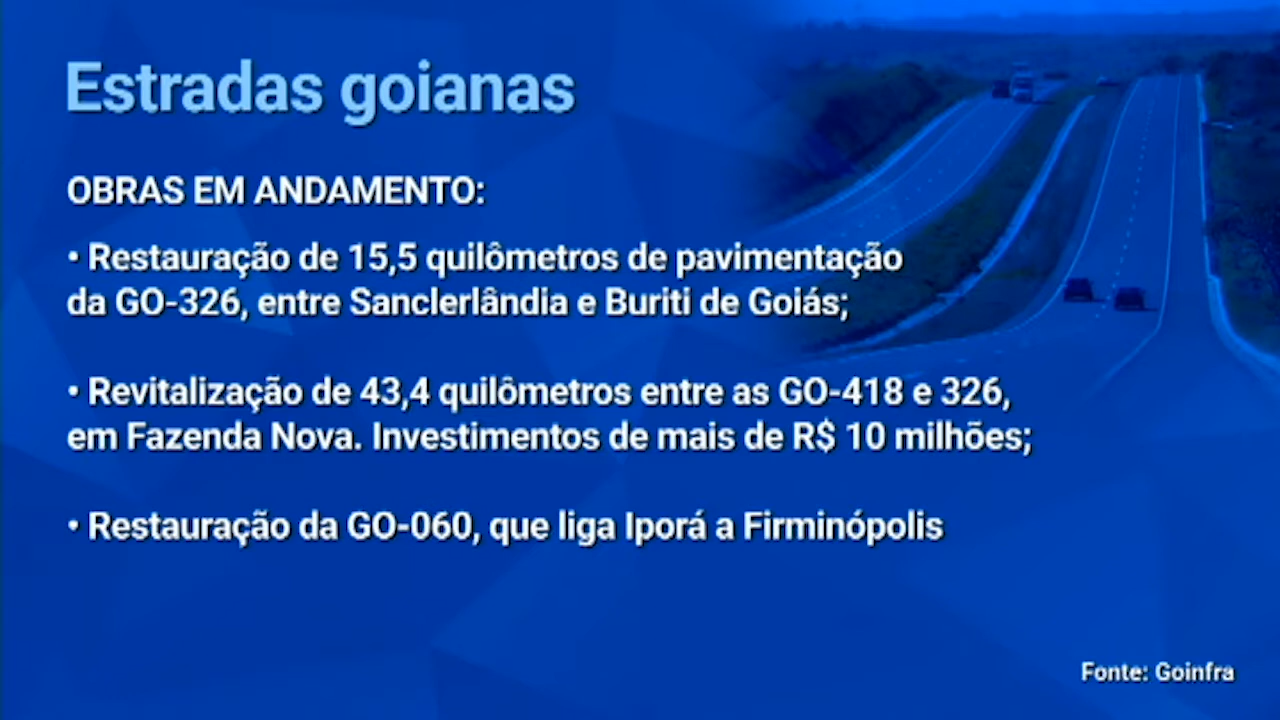 Estradas goianas
OBRAS EM ANDAMENTO:
• Restauração de 15,5 quilômetros de pavimentação
da GO-326, entre Sanclerlândia e Buriti de Goiás;
• Revitalização de 43,4 quilômetros entre as GO-418 e 326,
em Fazenda Nova. Investimentos de mais de R$ 10 milhões;
• Restauração da GO-060, que liga Iporá a Firminópolis
Fonte: Goinfra